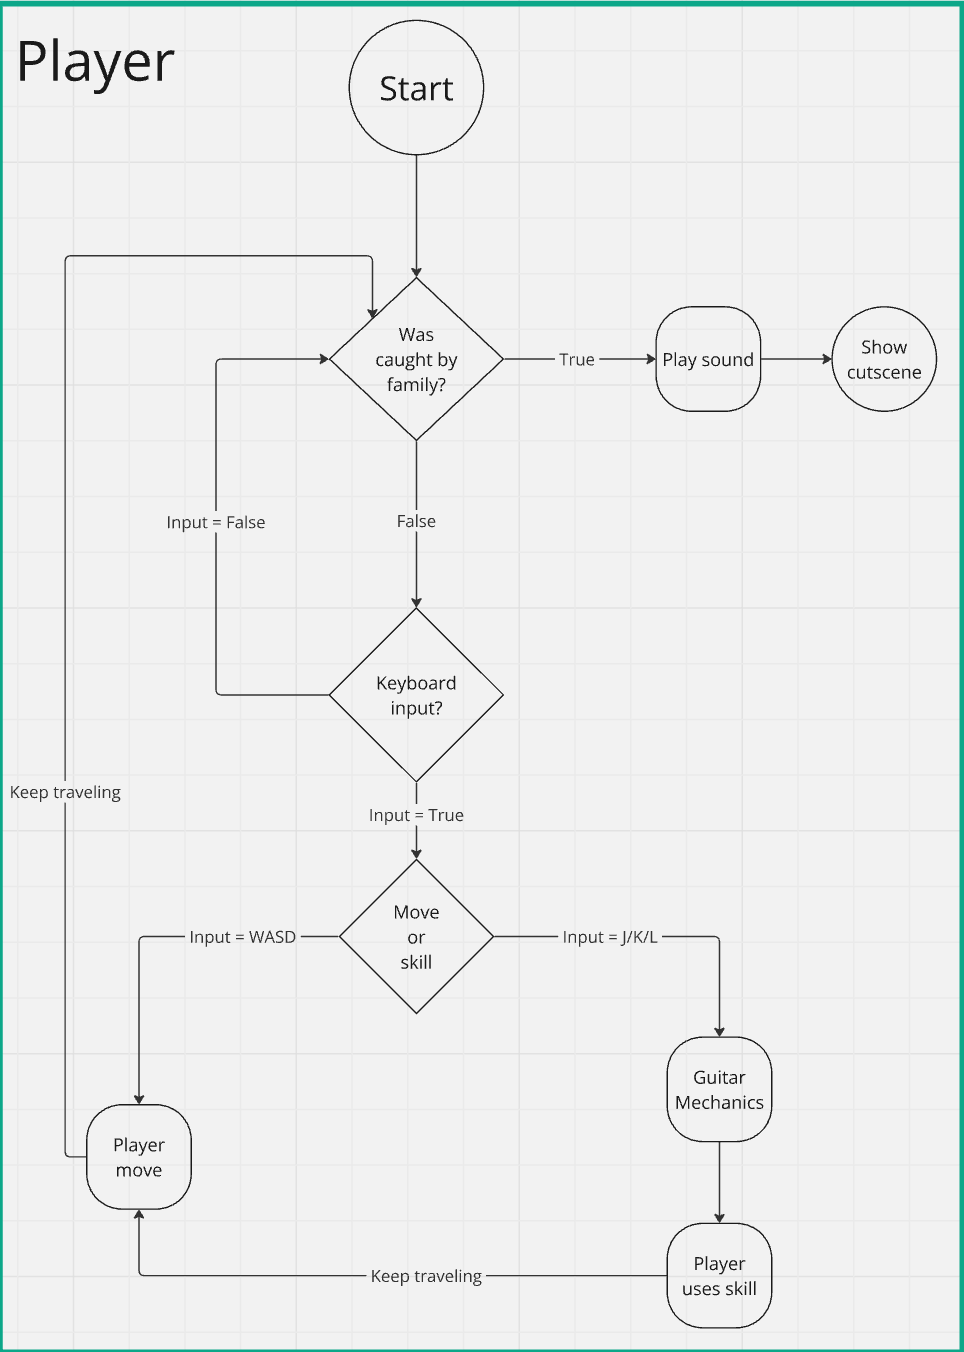 Player
Start
Was
caught by
family?
True
Play sound
Show
cutscene
Input = False
False
Keyboard
input?
Keep traveling
Input = True
Move
or
skill
Input = WASD
Input = J/K/L
Guitar
Mechanics
Player
move
Player
uses skill
Keep traveling